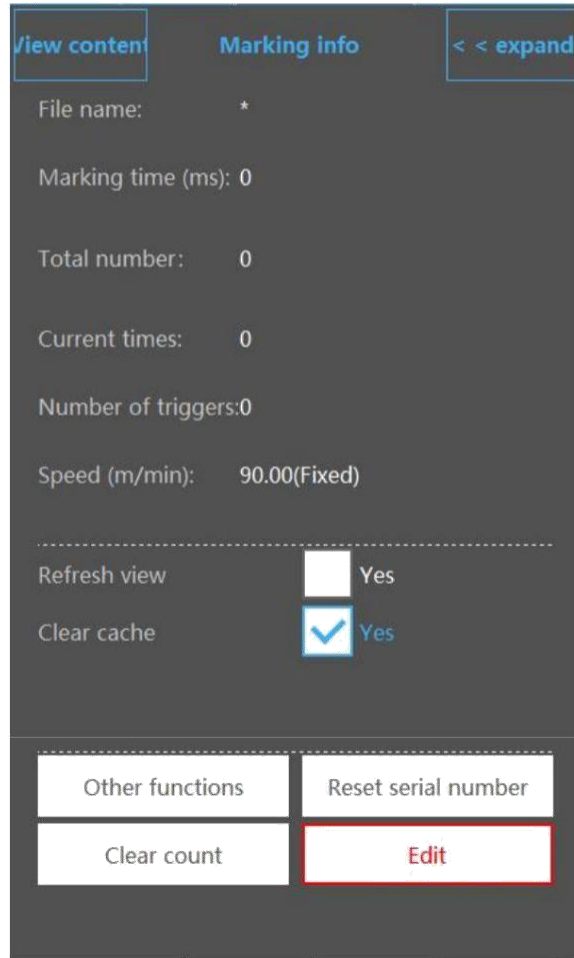 View content Marking info < < expand
File name: *
Marking time (ms): 0
Total number: 0
Current times: 0
Number of triggers:0
Speed (m/min): 90.00(Fixed)
Refresh view Yes
Clear cache Yes
Other functions Reset serial number
Clear count Edit